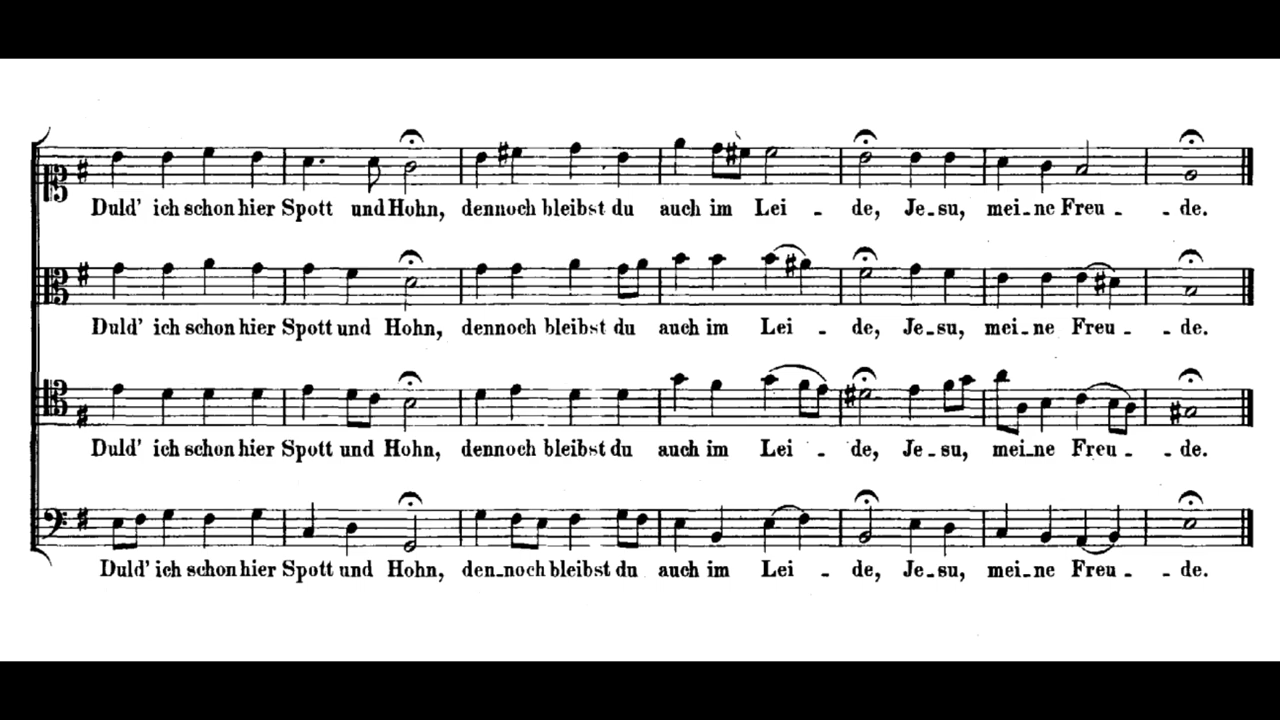 Duld' ich schon hier Spott und Hohn, dennoch bleibst du auch im Lei - de, Je-su, mei-ne Freu - - de.
Duld' ich schon hier Spott und Hohn, dennoch bleibst du auch im Lei - de, Je-su, mei-ne Freu - - de.
Duld' ich schon hier Spott und Hohn, dennoch bleibst du auch im Lei - de, Je-su, mei-ne Freu - - de.
Duld' ich schon hier Spott und Hohn, den-noch bleibst du auch im Lei - de, Je-su, mei-ne Freu - - de.